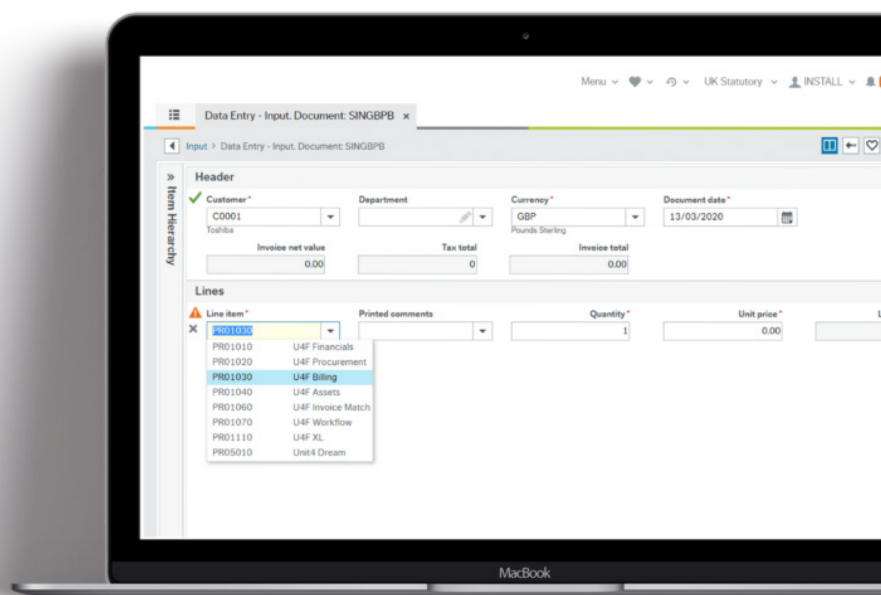 Menu UK Statutory INSTALL
Data Entry - Input. Document: SINGBPB ×
Input > Data Entry - Input. Document: SINGBPB
» Header
Item Hierarchy
Customer* Department Currency* Document date*
C0001 GBP 13/03/2020
Toshiba Pounds Sterling
Invoice net value Tax total Invoice total
0.00 0 0.00
Lines
Line item* Printed comments Quantity* Unit price* L
PR01030 1 0.00
PR01010 U4F Financials
PR01020 U4F Procurement
PR01030 U4F Billing
PR01040 U4F Assets
PR01060 U4F Invoice Match
PR01070 U4F Workflow
PR01110 U4F XL
PR05010 Unit4 Dream
MacBook